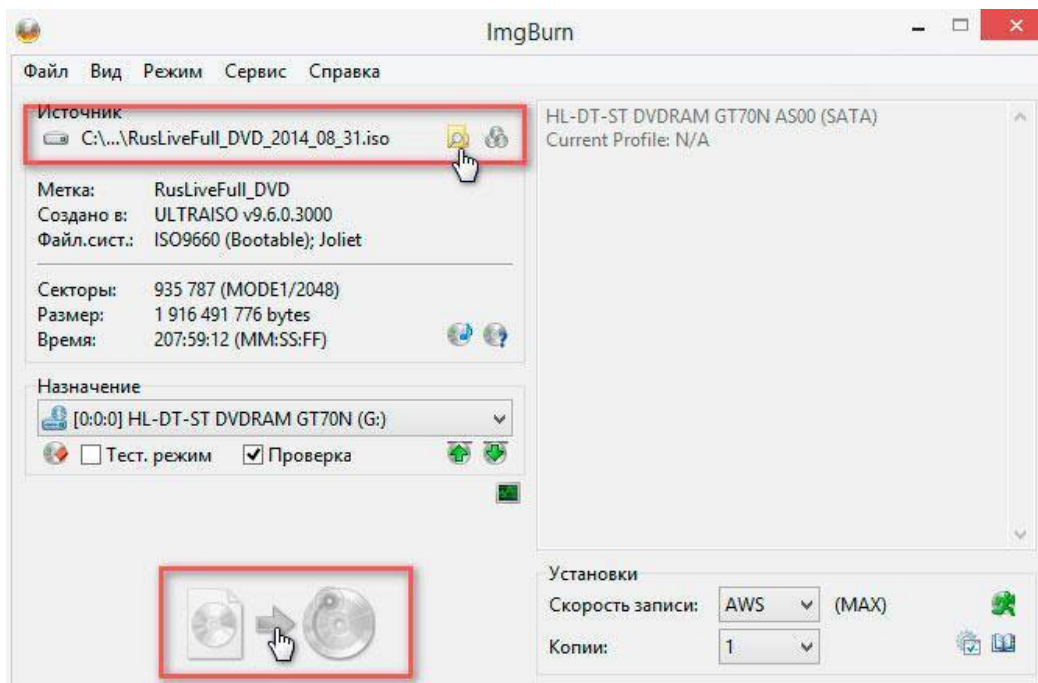 ImgBurn
Файл Вид Режим Сервис Справка
Источник
C:\...\RusLiveFull_DVD_2014_08_31.iso
Метка: RusLiveFull_DVD
Создано в: ULTRAISO v9.6.0.3000
Файл.сист.: ISO9660 (Bootable); Joliet
Секторы: 935 787 (MODE1/2048)
Размер: 1 916 491 776 bytes
Время: 207:59:12 (MM:SS:FF)
Назначение
[0:0:0] HL-DT-ST DVDRAM GT70N (G:)
Тест. режим Проверка
HL-DT-ST DVDRAM GT70N AS00 (SATA)
Current Profile: N/A
Установки
Скорость записи: AWS (MAX)
Копии: 1